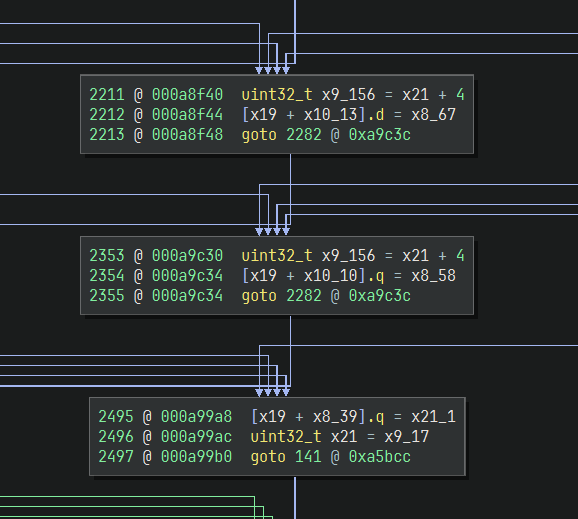 2211 @ 000a8f40  uint32_t x9_156 = x21 + 4
2212 @ 000a8f44  [x19 + x10_13].d = x8_67
2213 @ 000a8f48  goto 2282 @ 0xa9c3c
2353 @ 000a9c30  uint32_t x9_156 = x21 + 4
2354 @ 000a9c34  [x19 + x10_10].q = x8_58
2355 @ 000a9c34  goto 2282 @ 0xa9c3c
2495 @ 000a99a8  [x19 + x8_39].q = x21_1
2496 @ 000a99ac  uint32_t x21 = x9_17
2497 @ 000a99b0  goto 141 @ 0xa5bcc